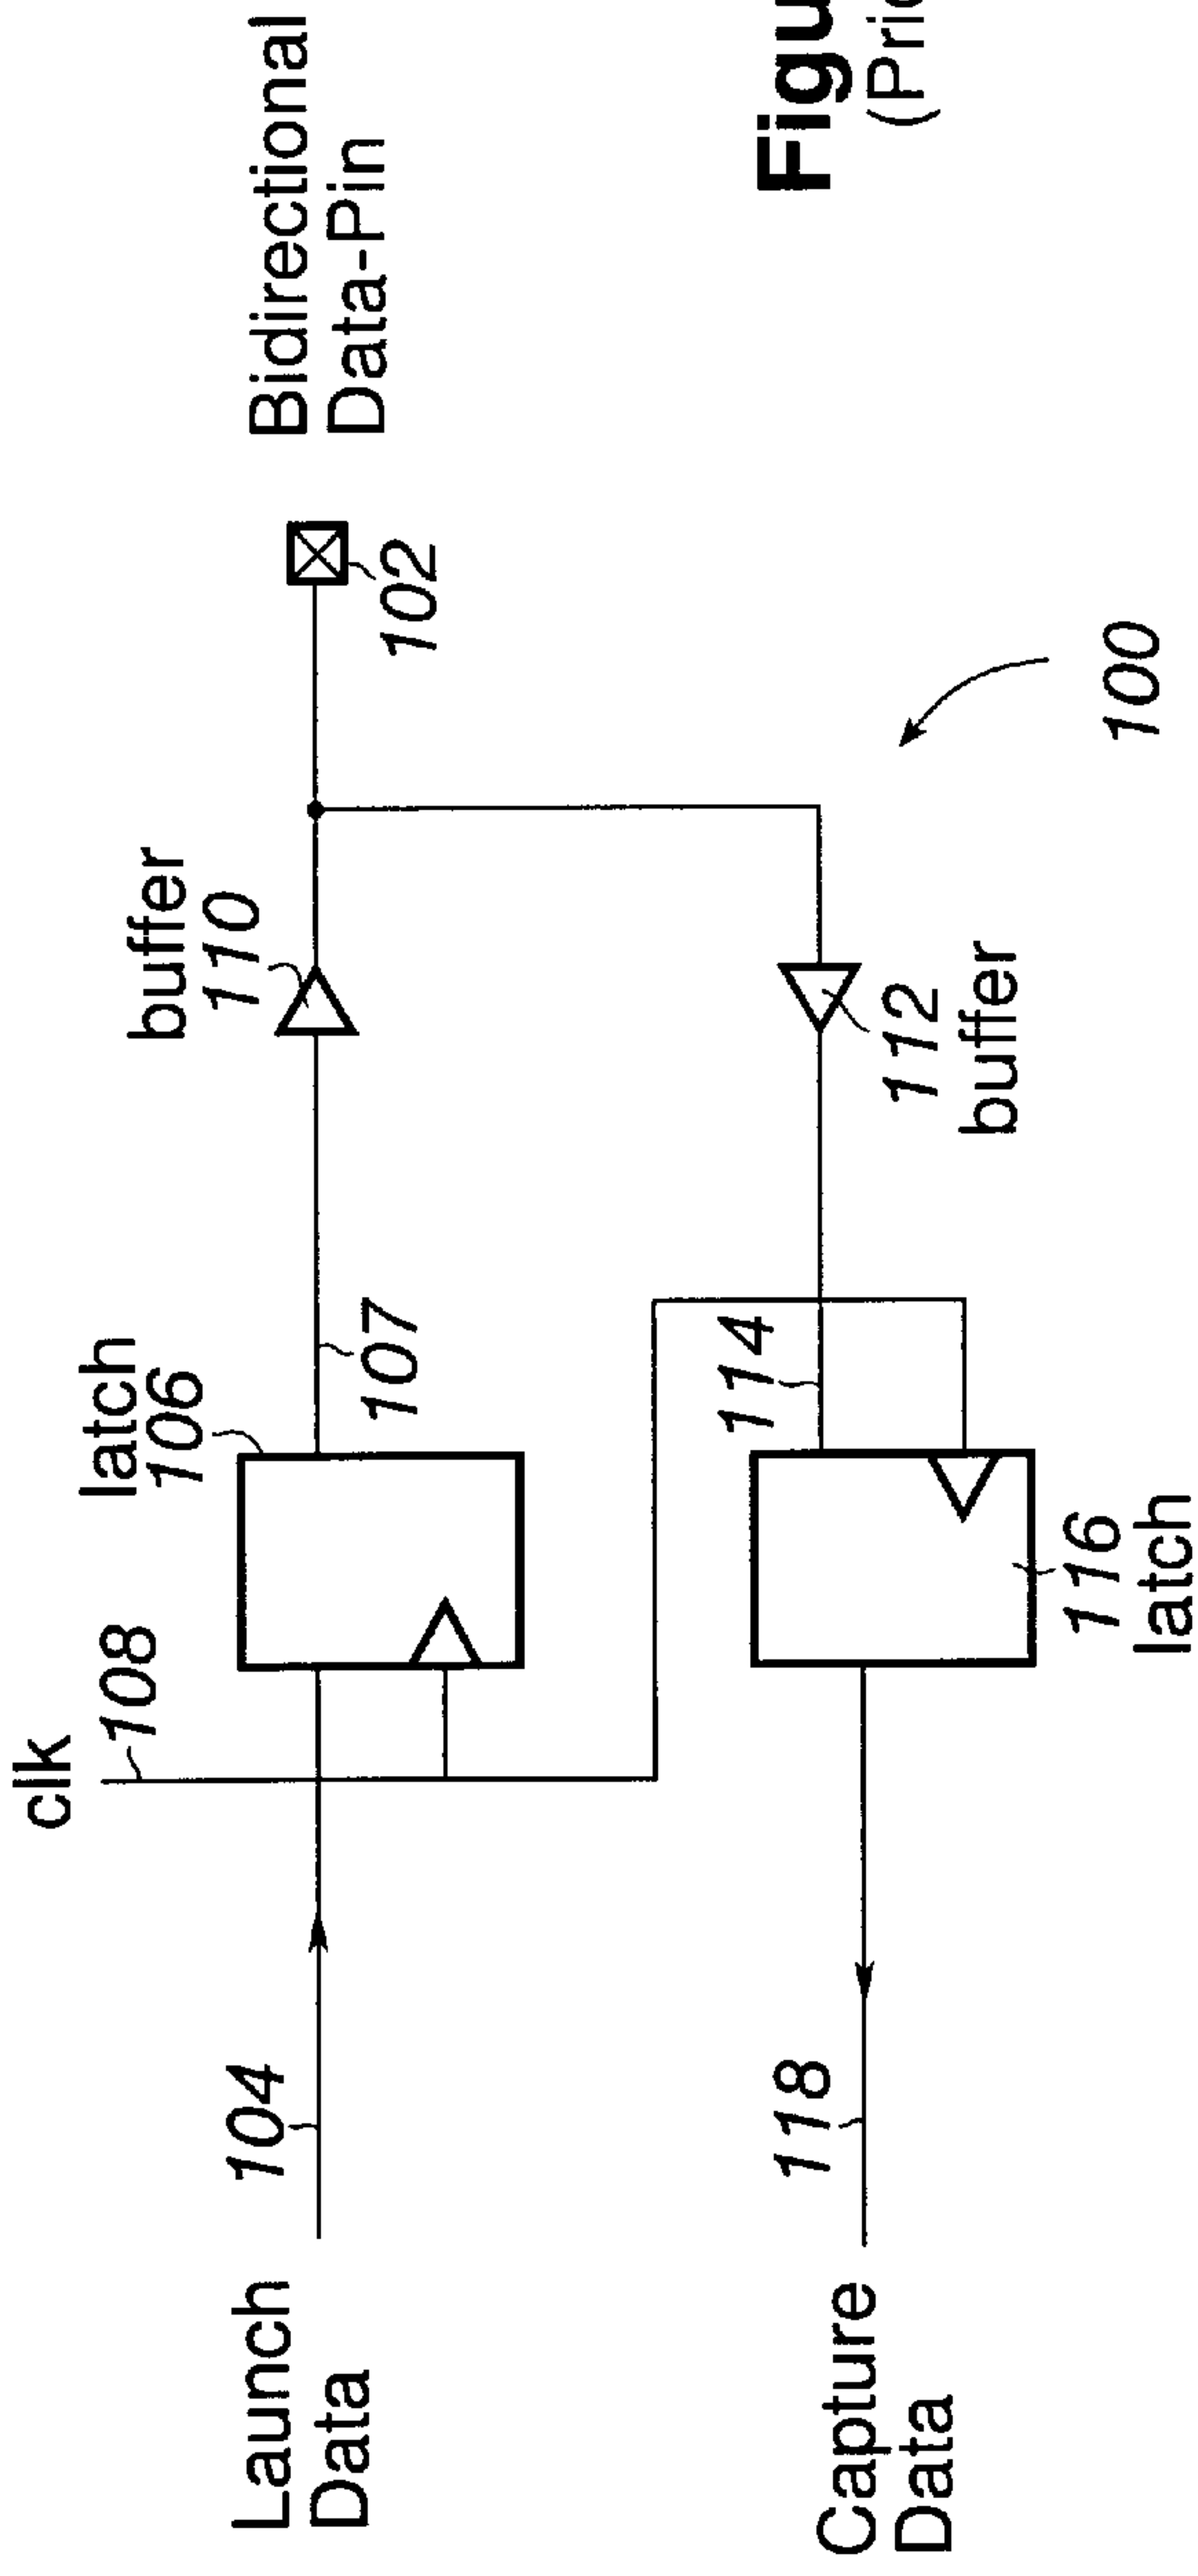 clk
108
latch
106
buffer
110
Bidirectional
Data-Pin
Launch
Data
104
107
102
118
114
112
buffer
Capture
Data
116
latch
100